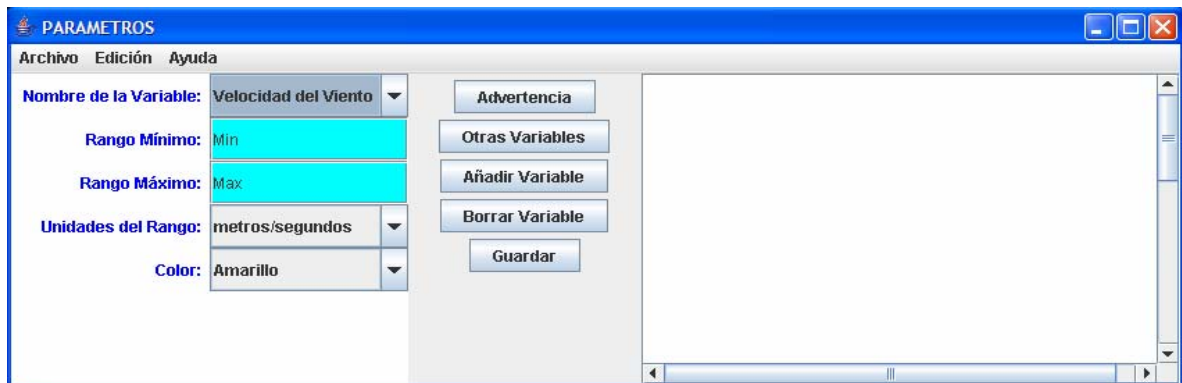 PARAMETROS
Archivo Edición Ayuda
Nombre de la Variable: Velocidad del Viento
Rango Mínimo: Min
Rango Máximo: Max
Unidades del Rango: metros/segundos
Color: Amarillo
Advertencia
Otras Variables
Añadir Variable
Borrar Variable
Guardar